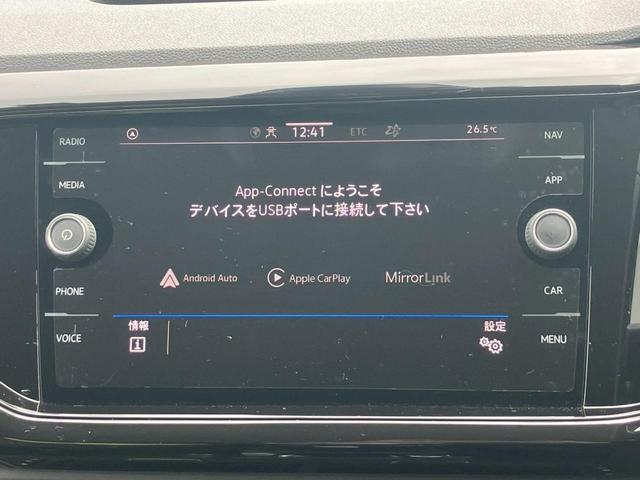 RADIO
12:41
ETC
26.5℃
NAV
MEDIA
APP
App-Connect にようこそ
デバイスをUSBポートに接続して下さい
Android Auto
Apple CarPlay
MirrorLink
PHONE
CAR
情報
設定
VOICE
MENU